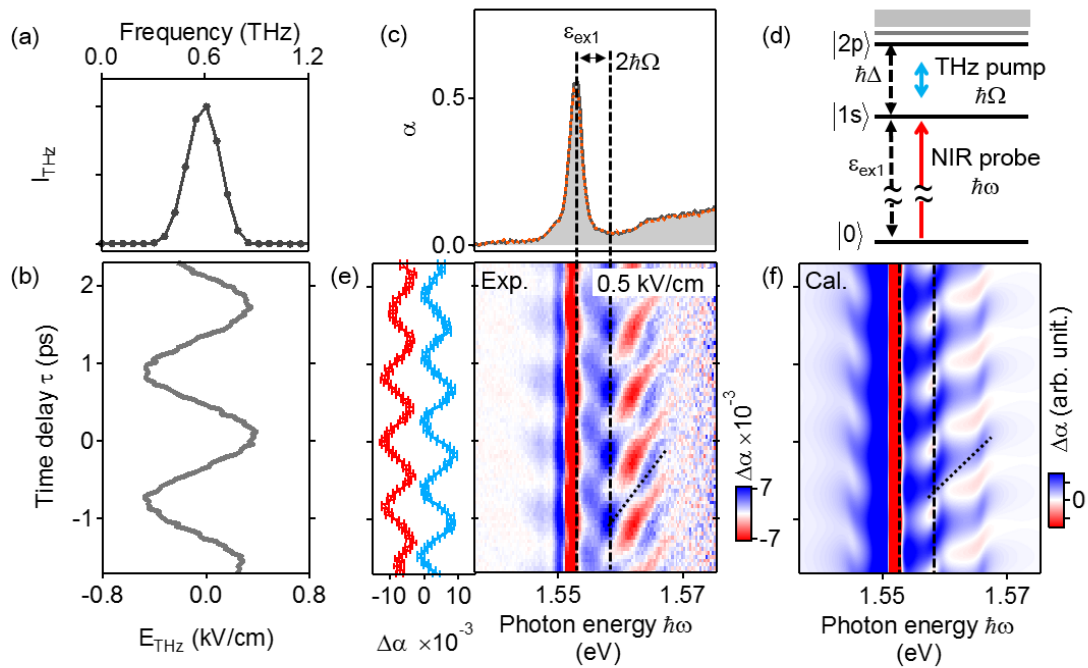 (a)
Frequency (THz)
0.0 0.6 1.2
I_THz
(b)
2
1
0
-1
Time delay τ (ps)
-0.8 0.0 0.8
E_THz (kV/cm)
(c)
ε_ex1
2ħΩ
0.5
0.0
α
(d)
|2p⟩
ħΔ
THz pump
ħΩ
|1s⟩
ε_ex1
NIR probe
ħω
|0⟩
(e)
Exp.
0.5 kV/cm
-10 0 10
Δα ×10⁻³
1.55 1.57
Photon energy ħω
(eV)
Δα ×10⁻³
7
-7
(f)
Cal.
1.55 1.57
Photon energy ħω
(eV)
Δα (arb. unit.)
0